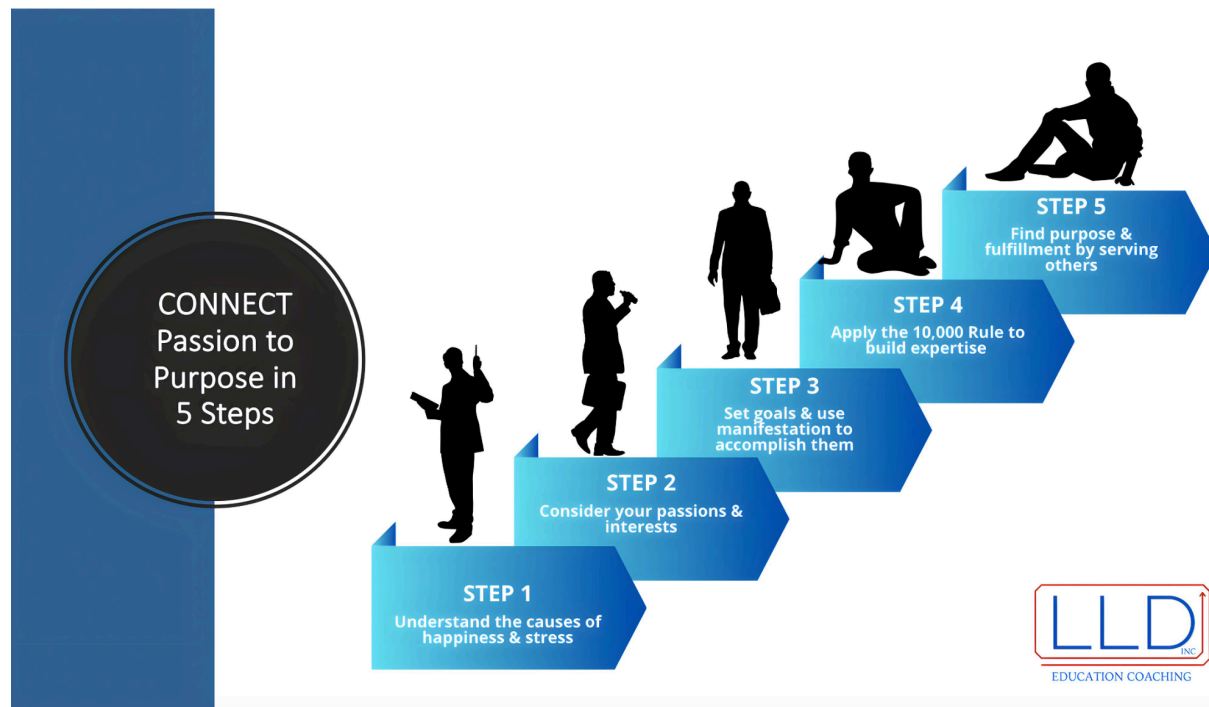 CONNECT
Passion to
Purpose in
5 Steps
STEP 1
Understand the causes of
happiness & stress
STEP 2
Consider your passions &
interests
STEP 3
Set goals & use
manifestation to
accomplish them
STEP 4
Apply the 10,000 Rule to
build expertise
STEP 5
Find purpose &
fulfillment by serving
others
LLD
INC
EDUCATION COACHING